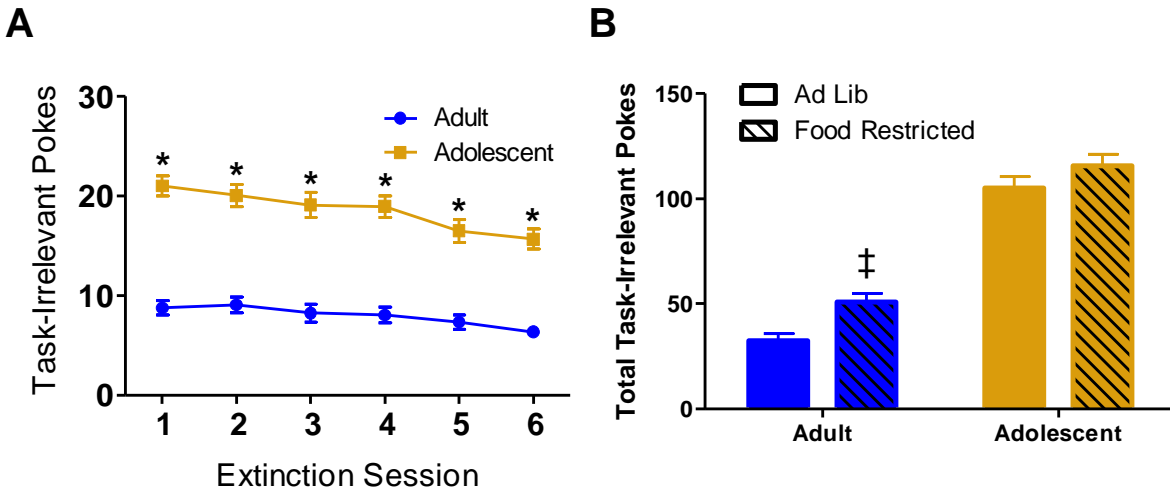 A
Task-Irrelevant Pokes
30
20
10
0
Adult
Adolescent
*
*
*
*
*
*
1 2 3 4 5 6
Extinction Session
B
Total Task-Irrelevant Pokes
150
100
50
0
Ad Lib
Food Restricted
‡
Adult Adolescent